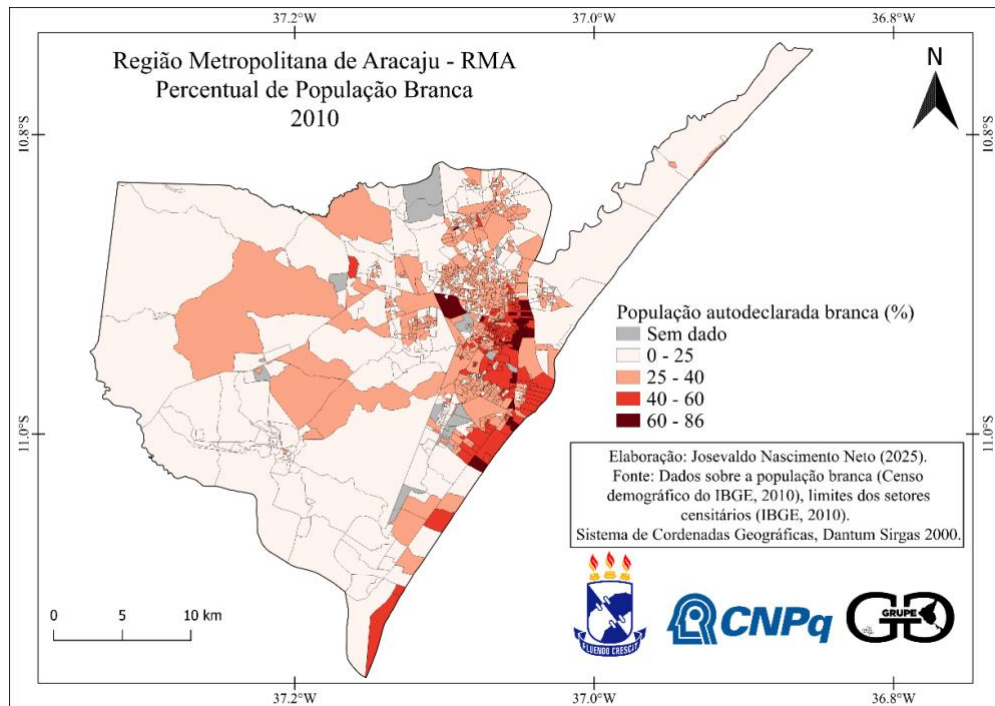 37.2°W
37.0°W
36.8°W
Região Metropolitana de Aracaju - RMA
Percentual de População Branca
2010
N
10.8°S
10.8°S
População autodeclarada branca (%)
Sem dado
0 - 25
25 - 40
40 - 60
60 - 86
11.0°S
11.0°S
Elaboração: Josevaldo Nascimento Neto (2025).
Fonte: Dados sobre a população branca (Censo
demográfico do IBGE, 2010), limites dos setores
censitários (IBGE, 2010).
Sistema de Cordenadas Geográficas, Dantum Sirgas 2000.
0 5 10 km
CNPq
GRUPE
37.2°W
37.0°W
36.8°W